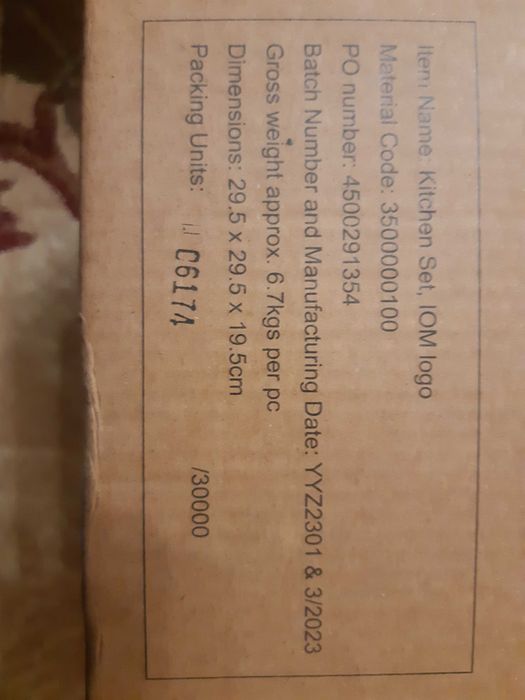 Item Name: Kitchen Set, IOM logo
Material Code: 3500000100
PO number: 4500291354
Batch Number and Manufacturing Date: YYZ2301 & 3/2023
Gross weight approx. 6.7kgs per pc
Dimensions: 29.5 x 29.5 x 19.5cm
Packing Units: C6174 /30000